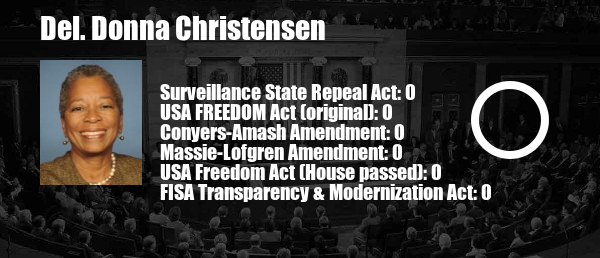 Del. Donna Christensen
Surveillance State Repeal Act: 0
USA FREEDOM Act (original): 0
Conyers-Amash Amendment: 0
Massie-Lofgren Amendment: 0
USA Freedom Act (House passed): 0
FISA Transparency & Modernization Act: 0